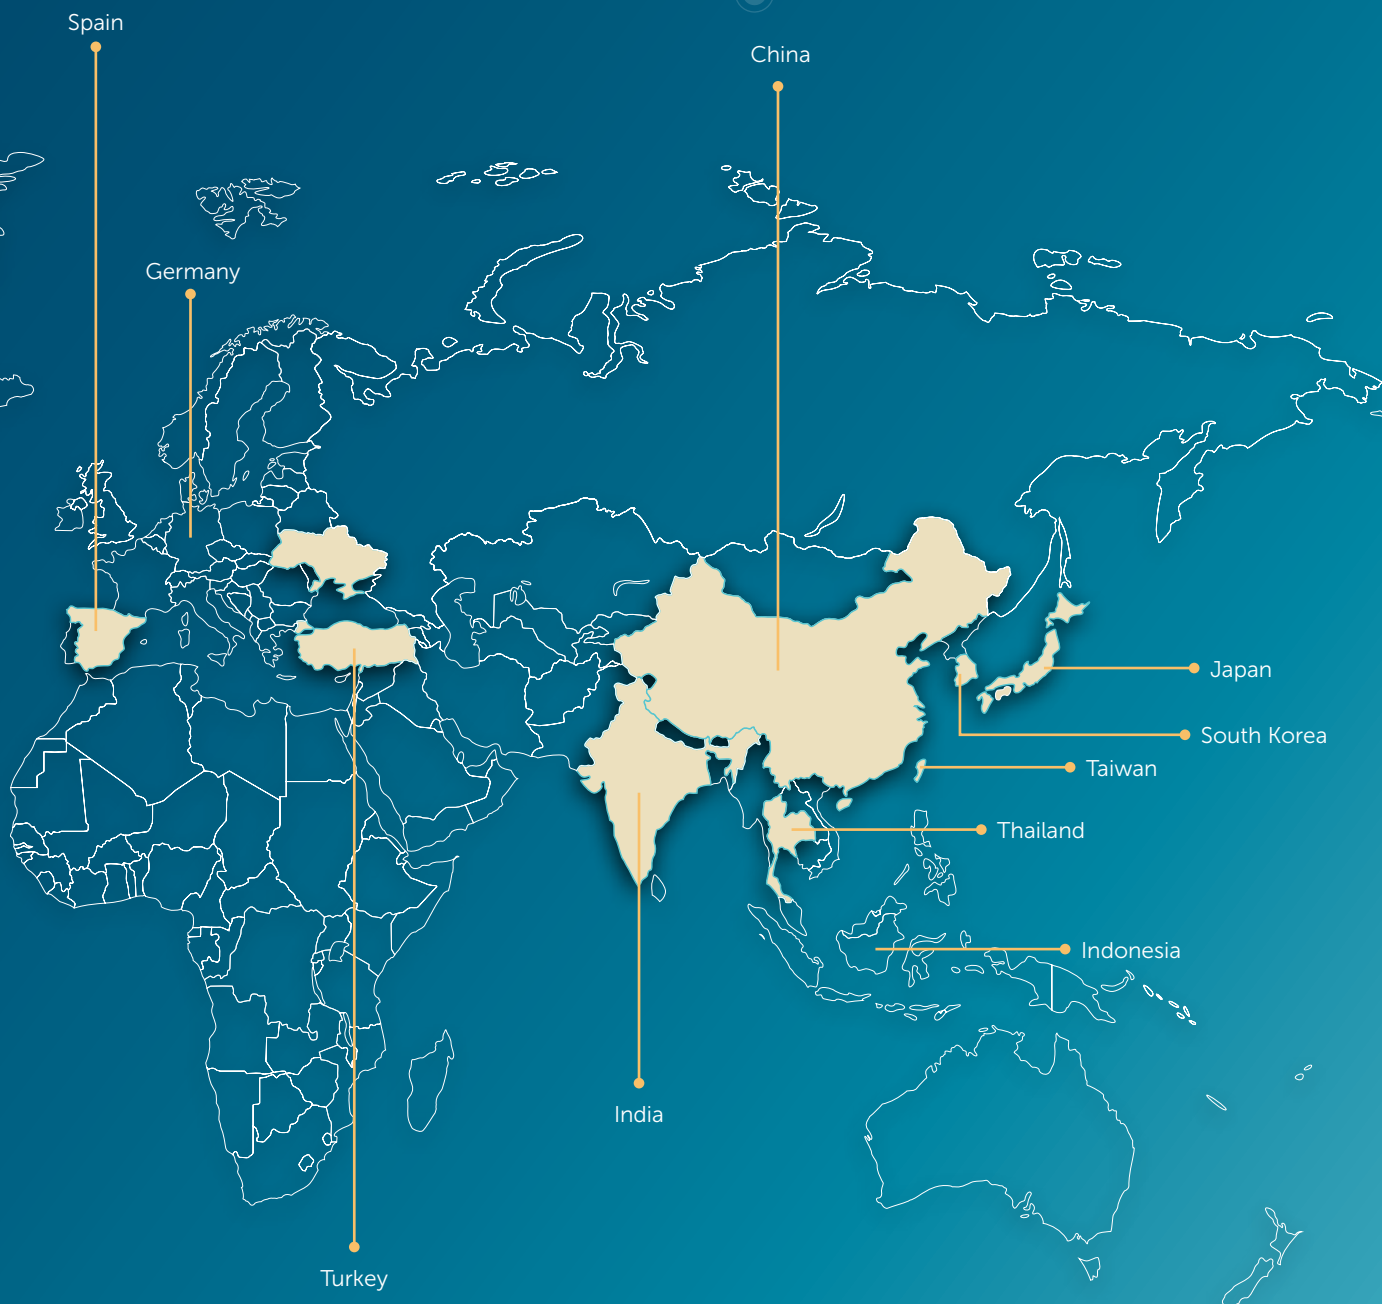 Spain
China
Germany
Japan
South Korea
Taiwan
Thailand
Indonesia
India
Turkey